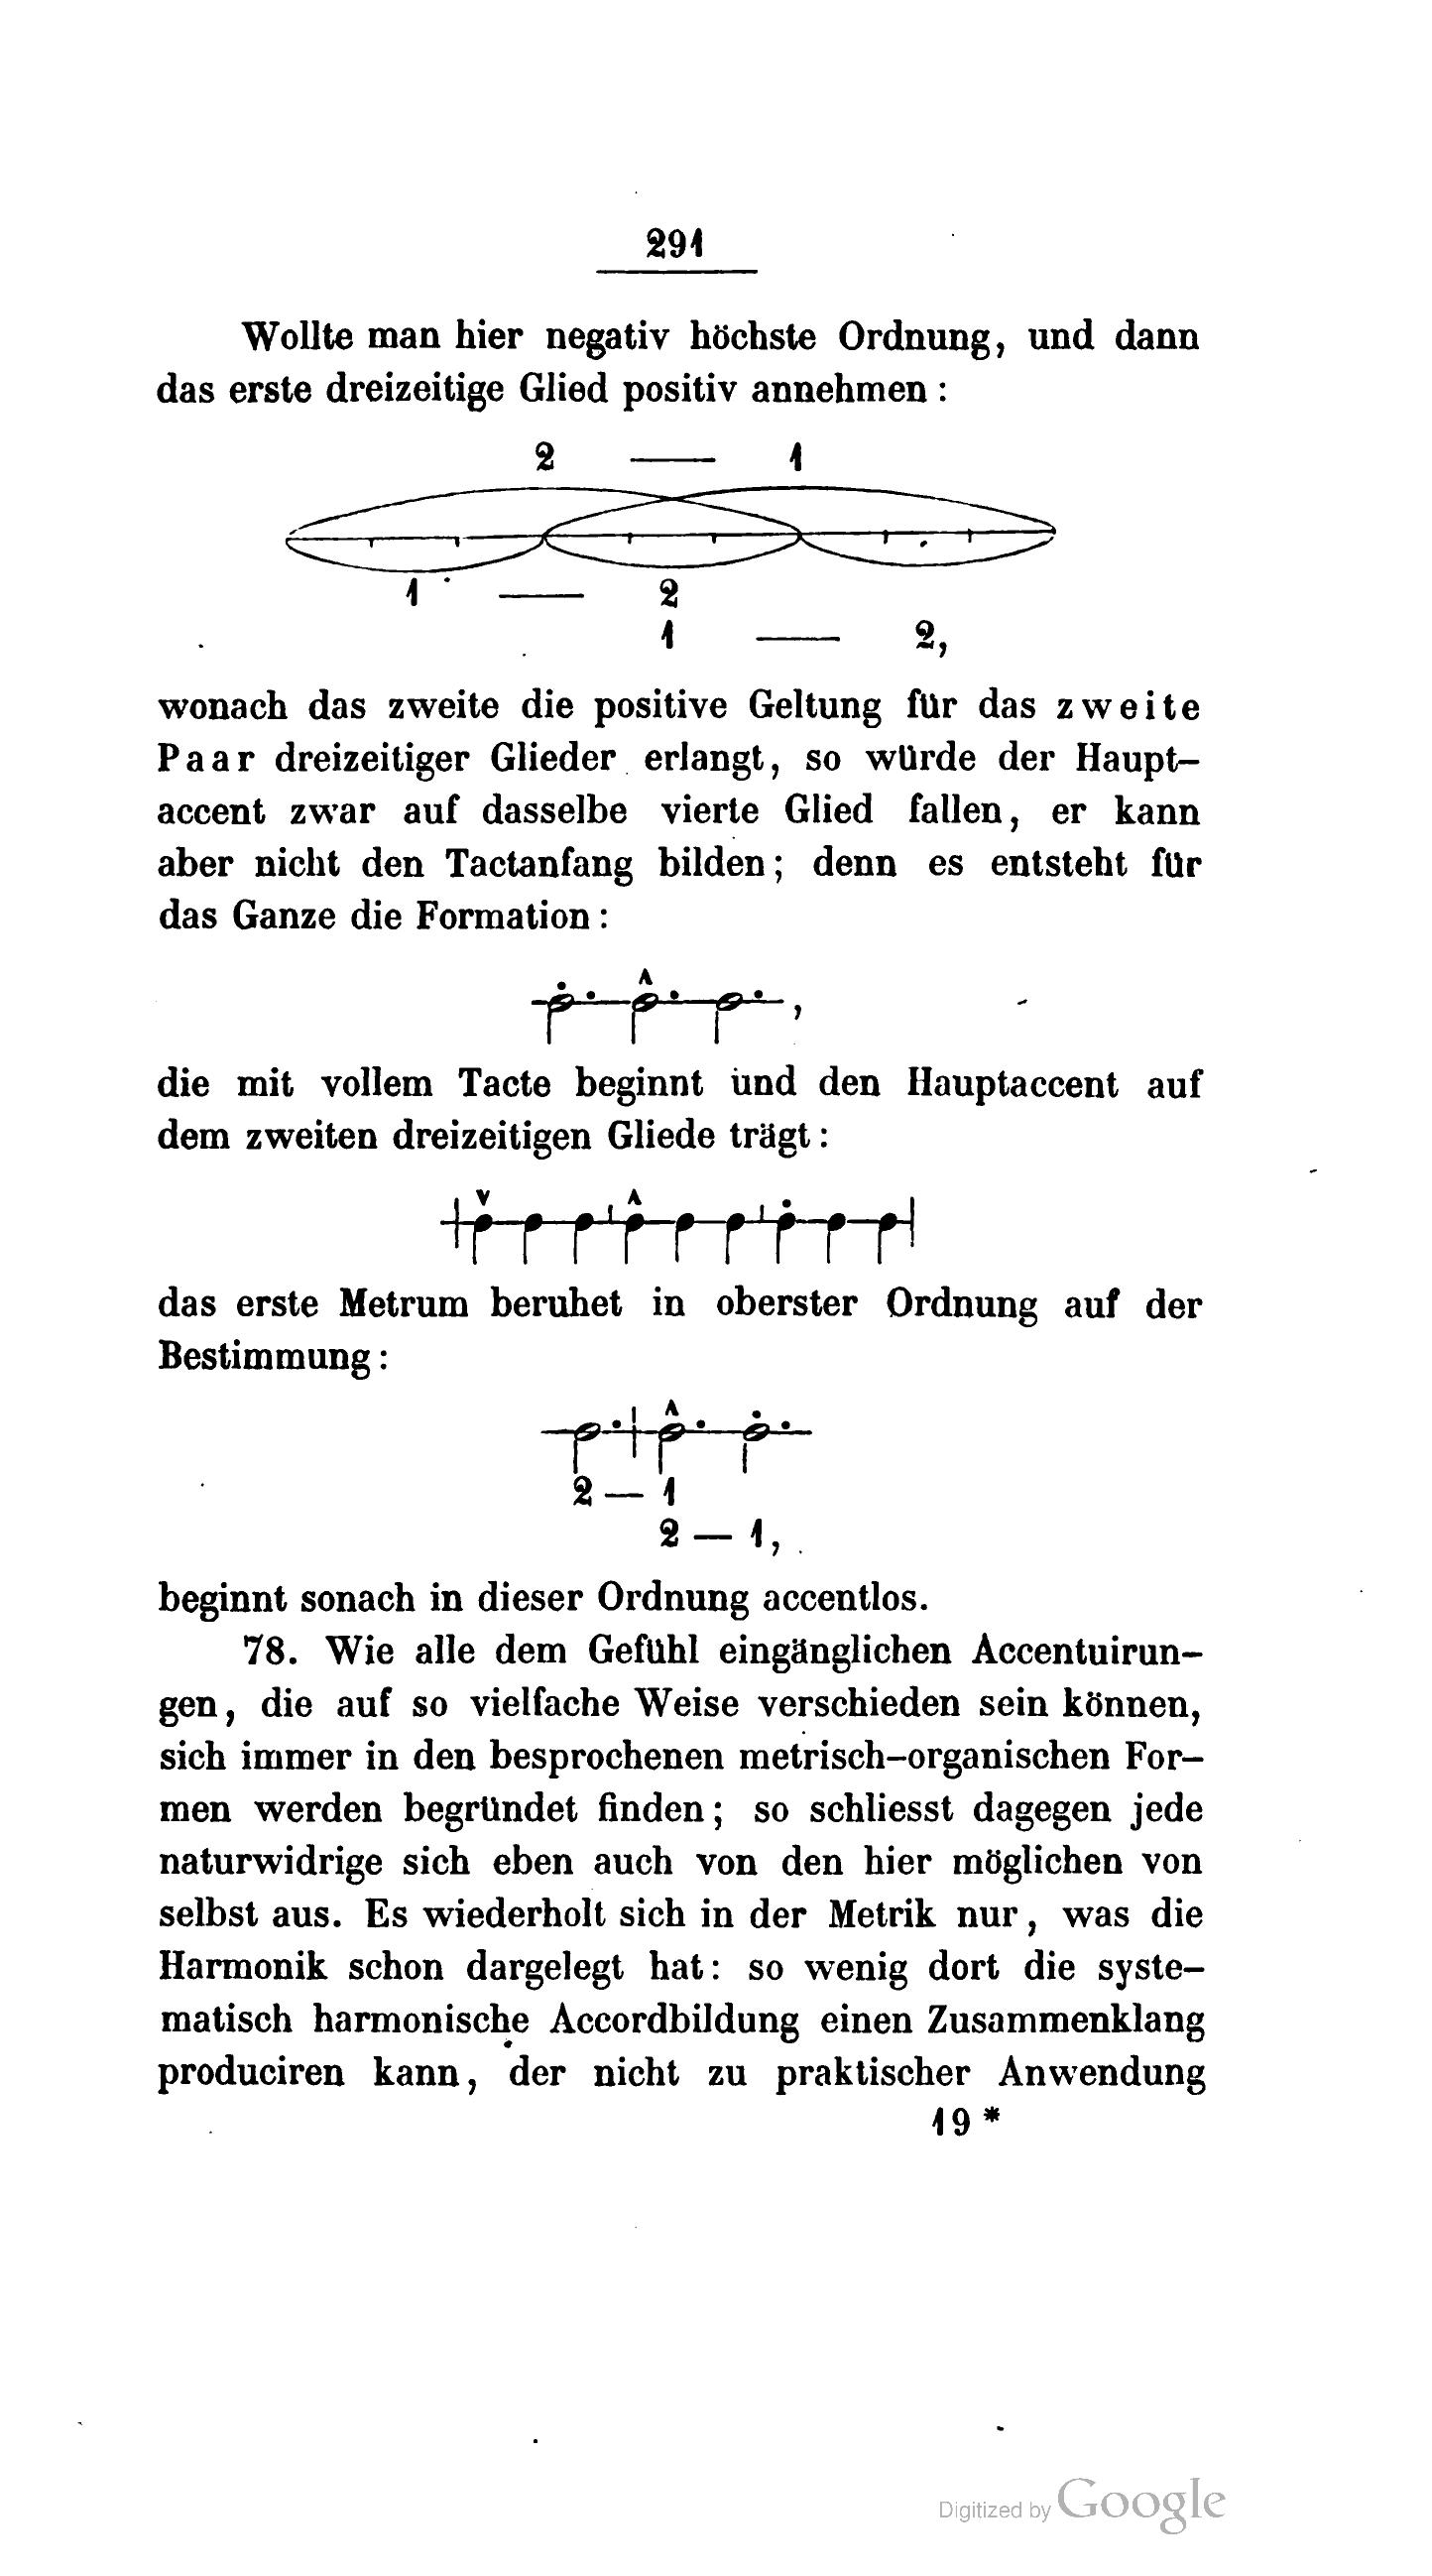 291
Wollte man hier negativ höchste Ordnung, und dann
das erste dreizeitige Glied positiv annehmen :
2 — 1
1 — 2
1 — 2,
wonach das zweite die positive Geltung für das zweite
Paar dreizeitiger Glieder erlangt, so würde der Haupt-
accent zwar auf dasselbe vierte Glied fallen, er kann
aber nicht den Tactanfang bilden; denn es entsteht für
das Ganze die Formation :
,
die mit vollem Tacte beginnt und den Hauptaccent auf
dem zweiten dreizeitigen Gliede trägt :
das erste Metrum beruhet in oberster Ordnung auf der
Bestimmung :
2 — 1
2 — 1,
beginnt sonach in dieser Ordnung accentlos.
78. Wie alle dem Gefühl eingänglichen Accentuirun-
gen, die auf so vielfache Weise verschieden sein können,
sich immer in den besprochenen metrisch-organischen For-
men werden begründet finden; so schliesst dagegen jede
naturwidrige sich eben auch von den hier möglichen von
selbst aus. Es wiederholt sich in der Metrik nur, was die
Harmonik schon dargelegt hat: so wenig dort die syste-
matisch harmonische Accordbildung einen Zusammenklang
produciren kann, der nicht zu praktischer Anwendung
19 *
Digitized by Google